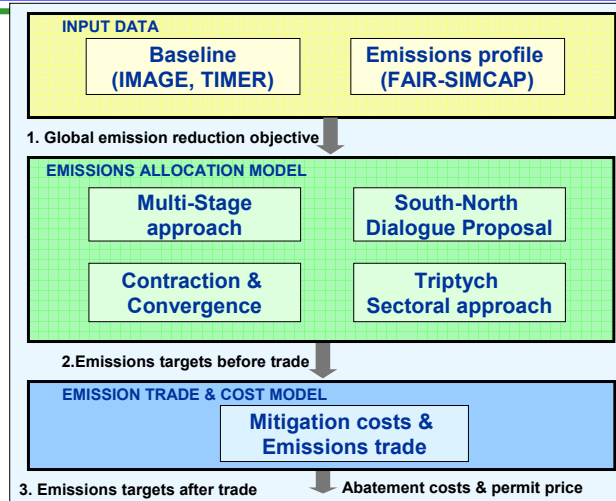 INPUT DATA
Baseline
(IMAGE, TIMER)
Emissions profile
(FAIR-SIMCAP)
1. Global emission reduction objective
EMISSIONS ALLOCATION MODEL
Multi-Stage
approach
South-North
Dialogue Proposal
Contraction &
Convergence
Triptych
Sectoral approach
2.Emissions targets before trade
EMISSION TRADE & COST MODEL
Mitigation costs &
Emissions trade
3. Emissions targets after trade
Abatement costs & permit price